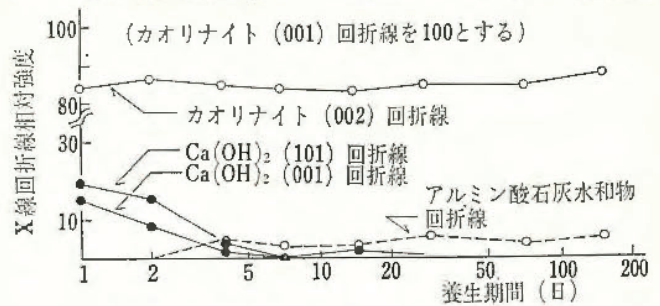 (カオリナイト (001) 回折線を100とする)
100
80
30
20
10
X線回折線相対強度
カオリナイト (002) 回折線
Ca(OH)₂ (101) 回折線
Ca(OH)₂ (001) 回折線
アルミン酸石灰水和物
回折線
1 2 5 10 20 50 100 200
養生期間 (日)